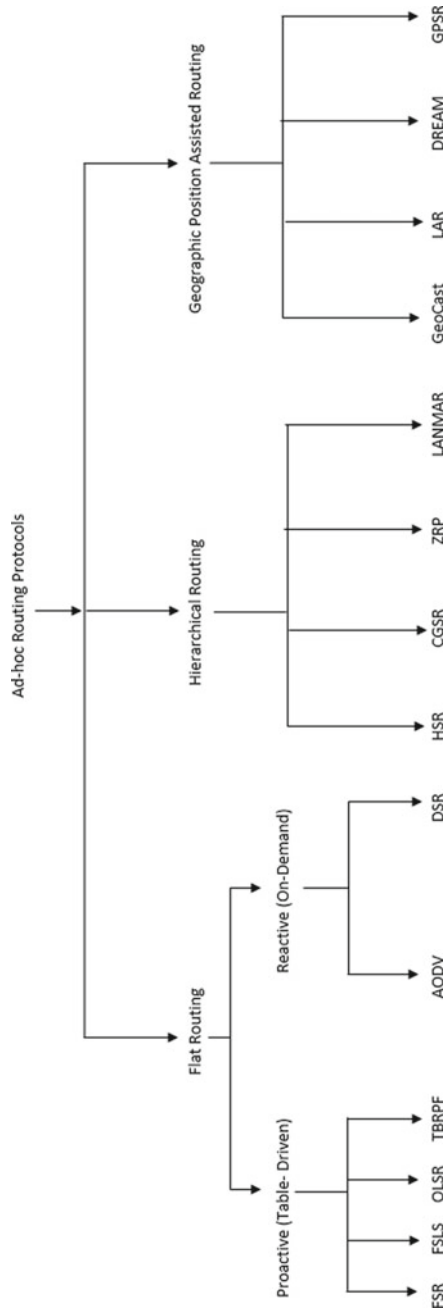 Ad-hoc Routing Protocols
Flat Routing
Hierarchical Routing
Geographic Position Assisted Routing
Proactive (Table- Driven)
Reactive (On-Demand)
FSR
FSLS
OLSR
TBRPF
AODV
DSR
HSR
CGSR
ZRP
LANMAR
GeoCast
LAR
DREAM
GPSR